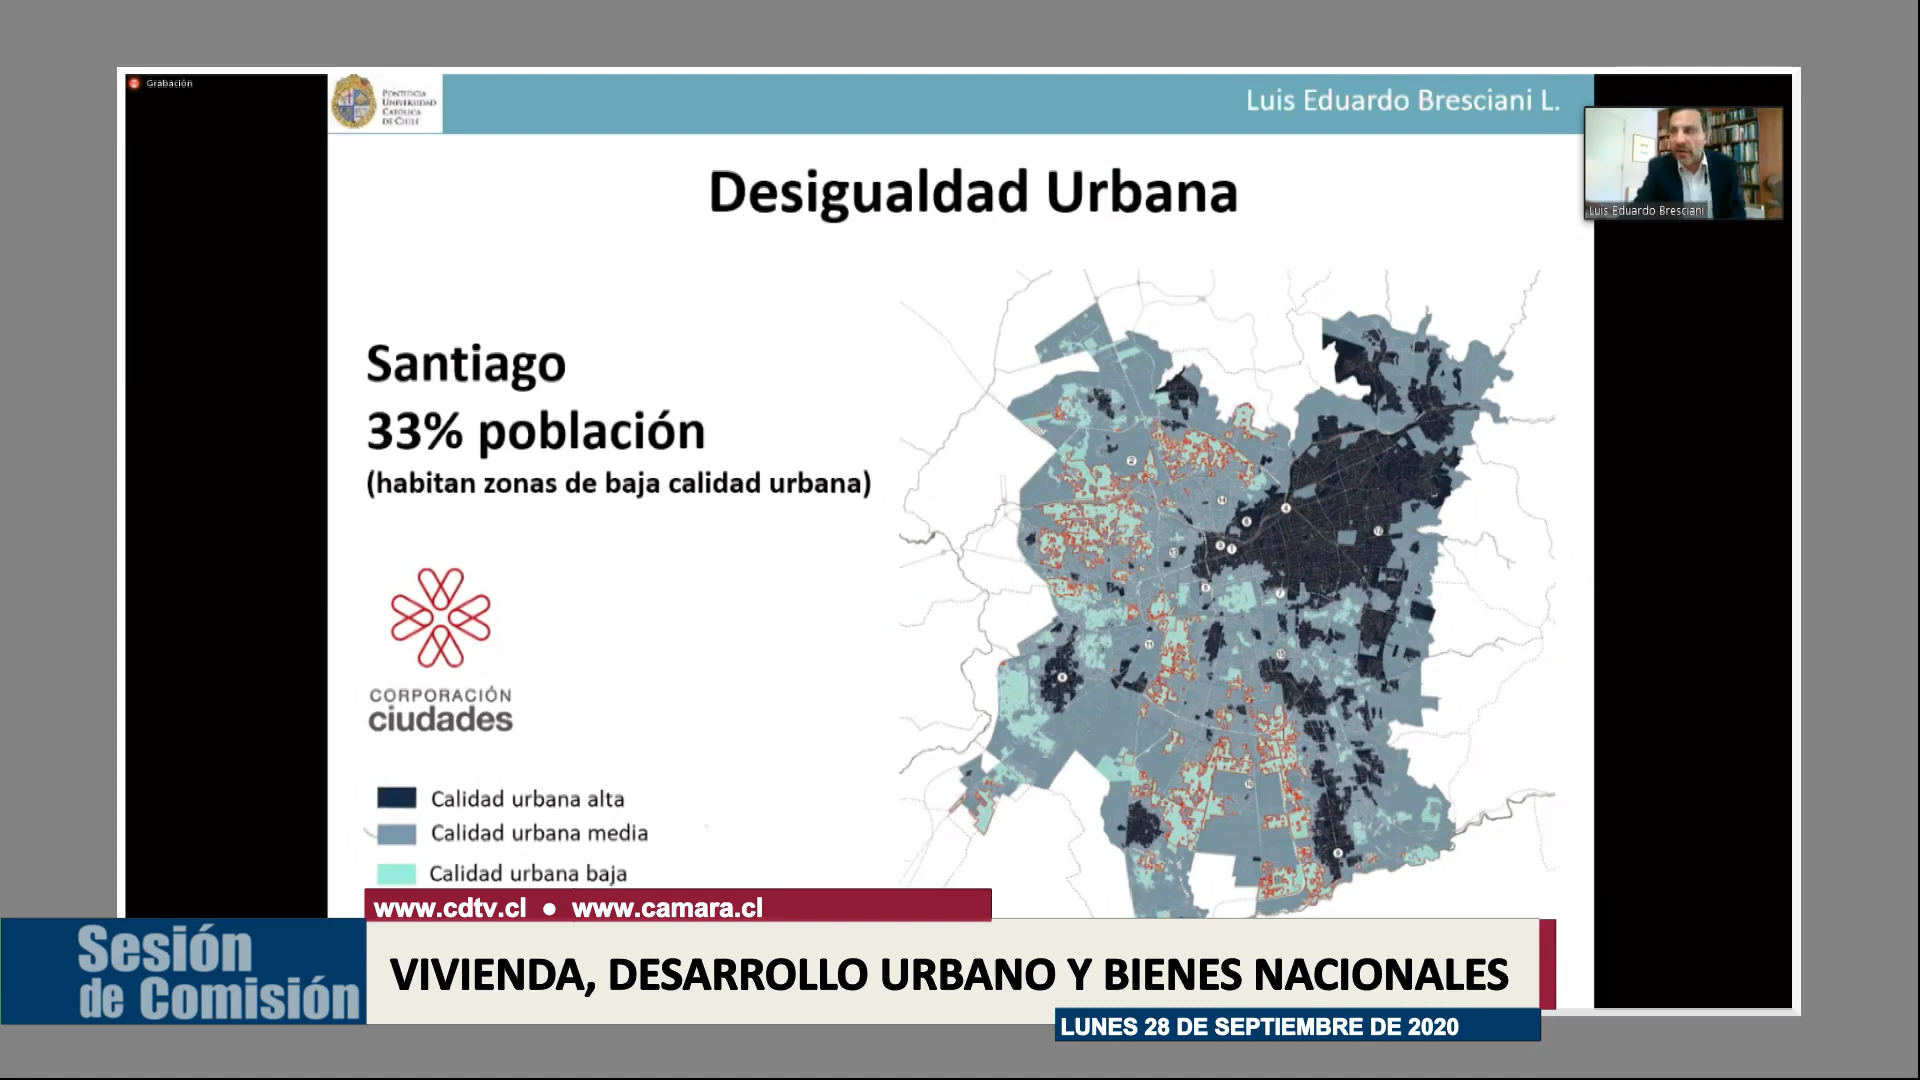 Grabación
PONTIFICIA
UNIVERSIDAD
CATÓLICA
DE CHILE
Luis Eduardo Bresciani L.
Luis Eduardo Bresciani
Desigualdad Urbana
Santiago
33% población
(habitan zonas de baja calidad urbana)
CORPORACIÓN
ciudades
Calidad urbana alta
Calidad urbana media
Calidad urbana baja
www.cdtv.cl ● www.camara.cl
Sesión
de Comisión
VIVIENDA, DESARROLLO URBANO Y BIENES NACIONALES
LUNES 28 DE SEPTIEMBRE DE 2020